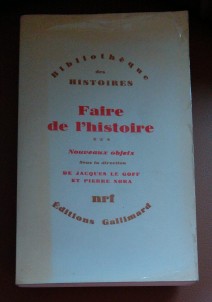 Bibliothèque
des
HISTOIRES
Faire
de l'histoire
***
Nouveaux objets
Sous la direction
DE JACQUES LE GOFF
ET PIERRE NORA
nrf
Éditions Gallimard